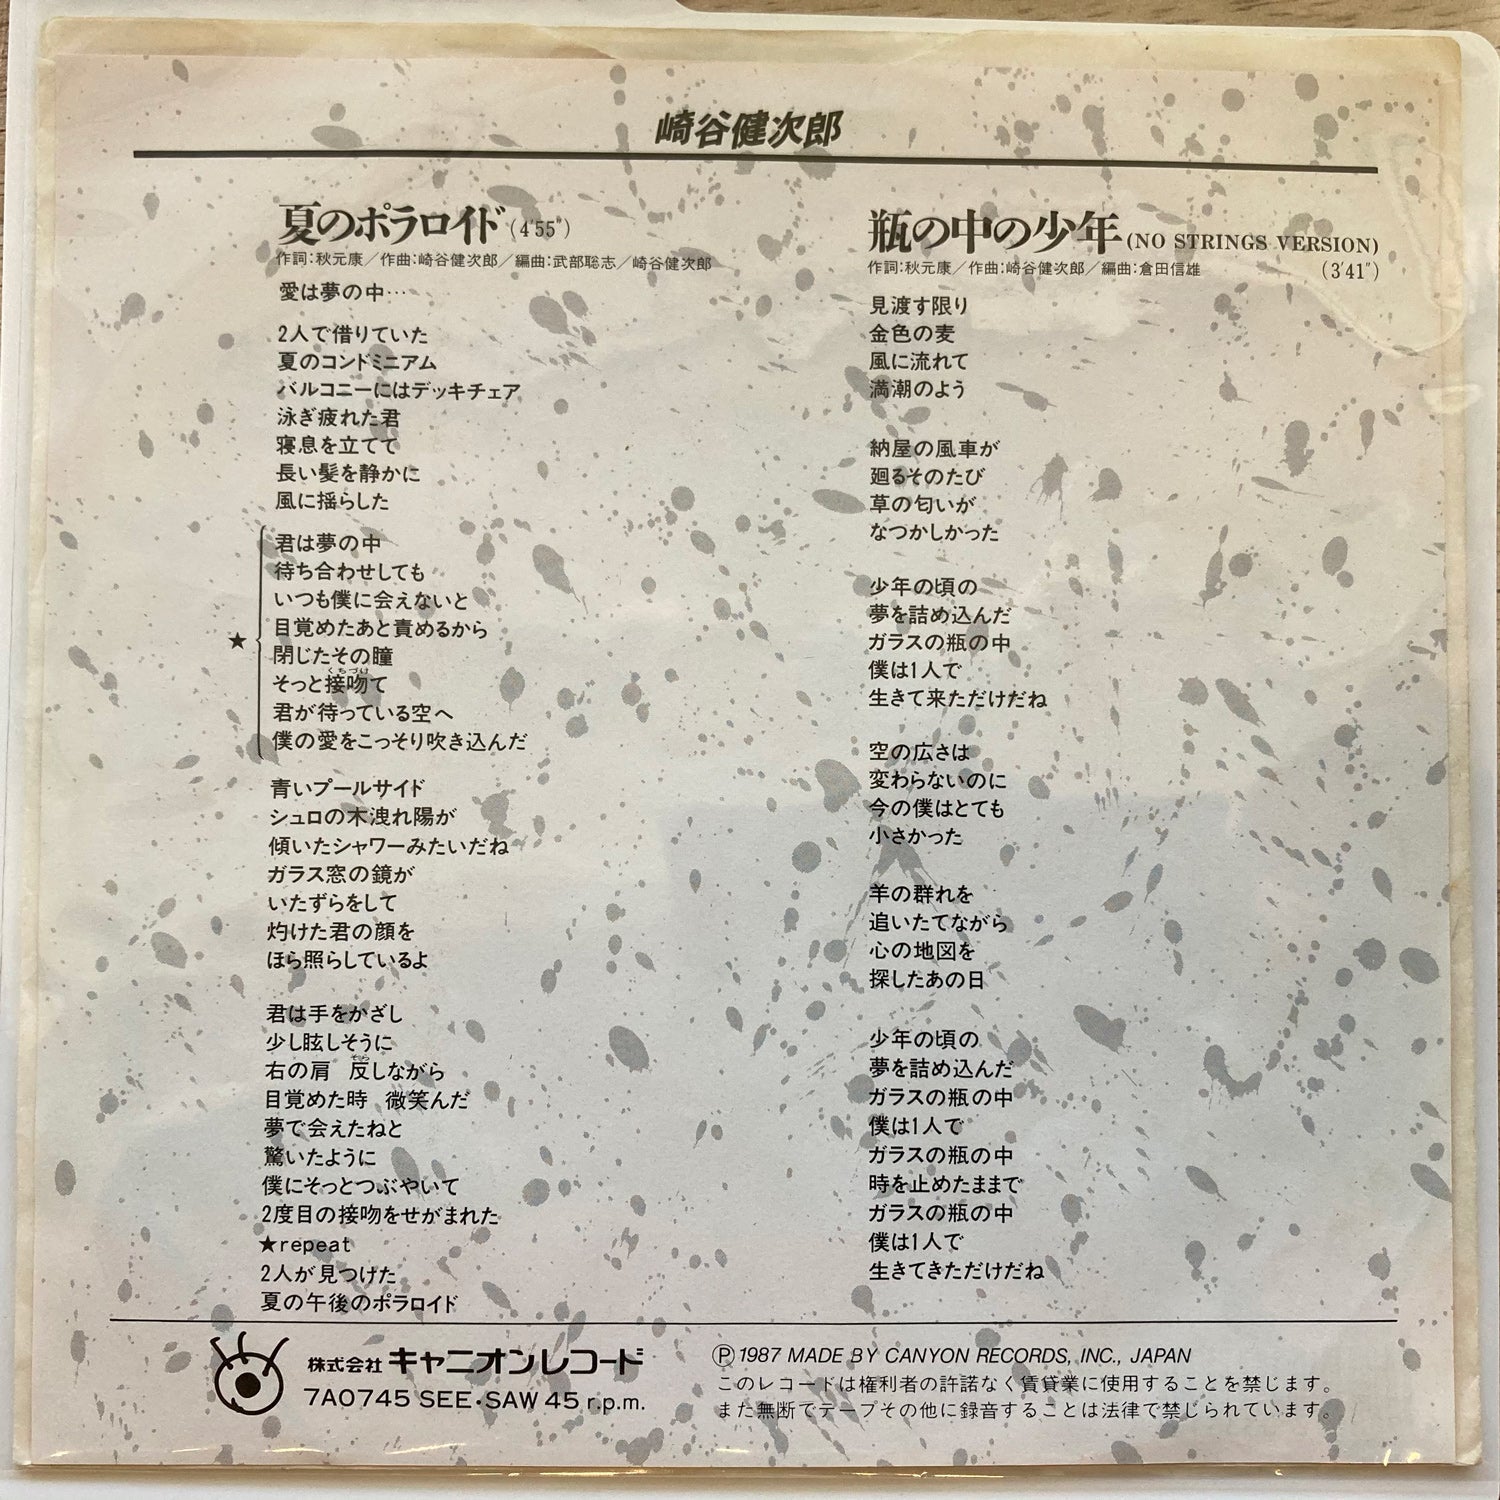 崎谷健次郎
夏のポラロイド(4'55")
作詞:秋元康／作曲:崎谷健次郎／編曲:武部聡志／崎谷健次郎
愛は夢の中…
2人で借りていた
夏のコンドミニアム
バルコニーにはデッキチェア
泳ぎ疲れた君
寝息を立てて
長い髪を静かに
風に揺らした
君は夢の中
待ち合わせしても
いつも僕に会えないと
目覚めたあと責めるから
★
閉じたその瞳
くちづけ
そっと接吻て
君が待っている空へ
僕の愛をこっそり吹き込んだ
青いプールサイド
シュロの木洩れ陽が
傾いたシャワーみたいだね
ガラス窓の鏡が
いたずらをして
灼けた君の顔を
ほら照らしているよ
君は手をかざし
少し眩しそうに
右の肩　反しながら
目覚めた時　微笑んだ
夢で会えたねと
驚いたように
僕にそっとつぶやいて
2度目の接吻をせがまれた
★repeat
2人が見つけた
夏の午後のポラロイド
瓶の中の少年(NO STRINGS VERSION)
作詞:秋元康／作曲:崎谷健次郎／編曲:倉田信雄
(3'41")
見渡す限り
金色の麦
風に流れて
満潮のよう
納屋の風車が
廻るそのたび
草の匂いが
なつかしかった
少年の頃の
夢を詰め込んだ
ガラスの瓶の中
僕は1人で
生きて来ただけだね
空の広さは
変わらないのに
今の僕はとても
小さかった
羊の群れを
追いたてながら
心の地図を
探したあの日
少年の頃の
夢を詰め込んだ
ガラスの瓶の中
僕は1人で
ガラスの瓶の中
時を止めたままで
ガラスの瓶の中
僕は1人で
生きてきただけだね
株式会社キャニオンレコード
7A0745 SEE・SAW 45 r.p.m.
Ⓟ1987 MADE BY CANYON RECORDS, INC., JAPAN
このレコードは権利者の許諾なく賃貸業に使用することを禁じます。
また無断でテープその他に録音することは法律で禁じられています。